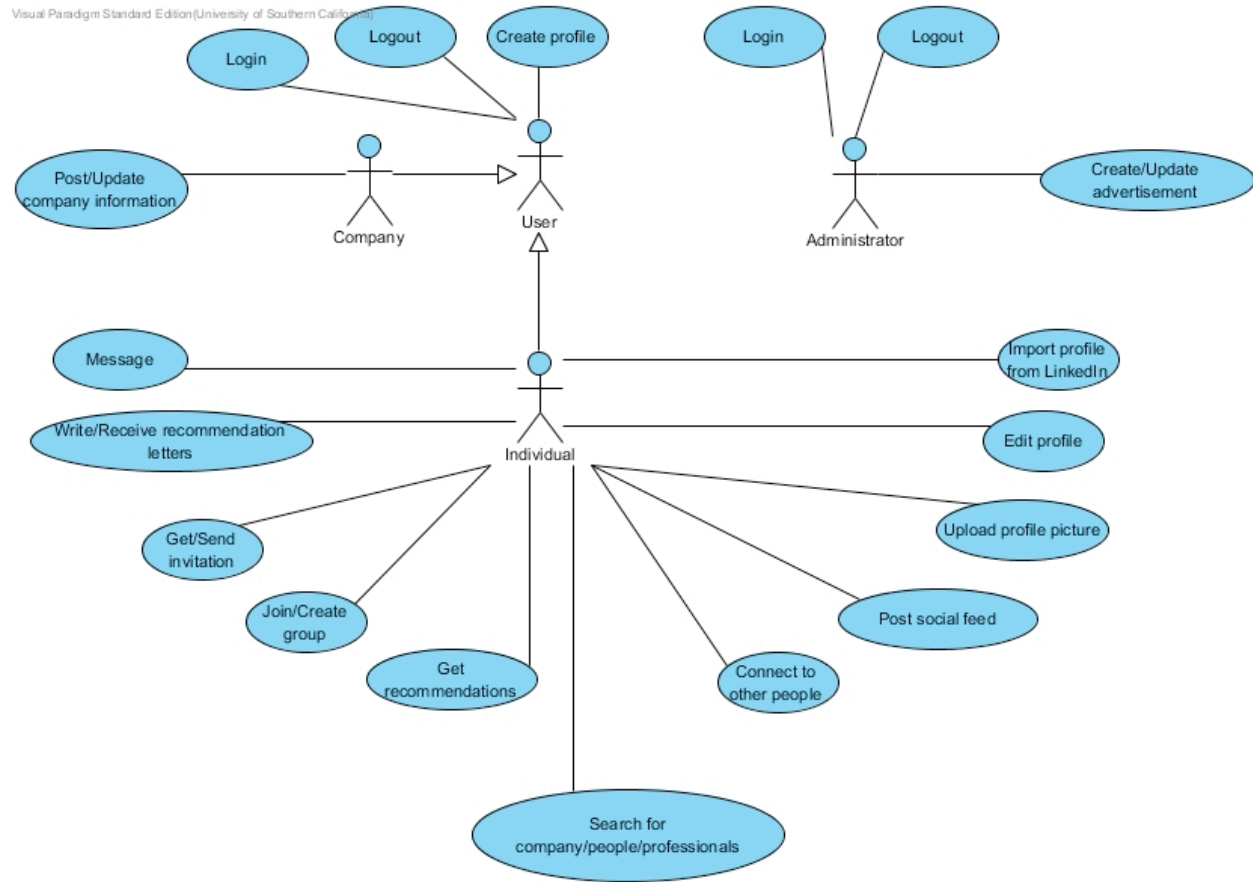 Visual Paradigm Standard Edition(University of Southern California)
Login
Logout
Create profile
Login
Logout
Post/Update
company information
Company
User
Administrator
Create/Update
advertisement
Message
Import profile
from LinkedIn
Write/Receive recommendation
letters
Individual
Edit profile
Get/Send
invitation
Upload profile picture
Join/Create
group
Post social feed
Get
recommendations
Connect to
other people
Search for
company/people/professionals